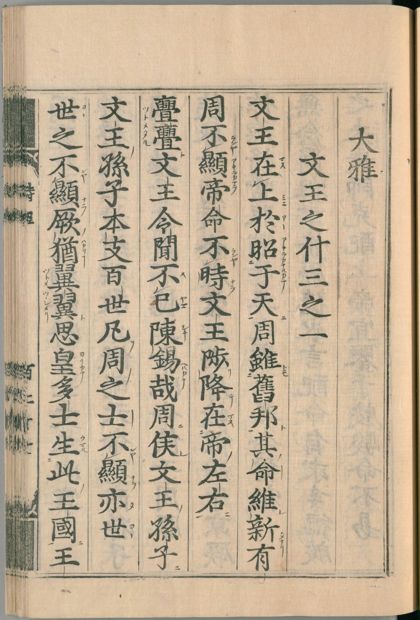 大雅
文王之什三之一
文王在上於昭于天周雖舊邦其命維新有
周不顯帝命不時文王陟降在帝左右
亹亹文王令聞不已陳錫哉周侯文王孫子
文王孫子本支百世凡周之士不顯亦世
世之不顯厥猶翼翼思皇多士生此王國王